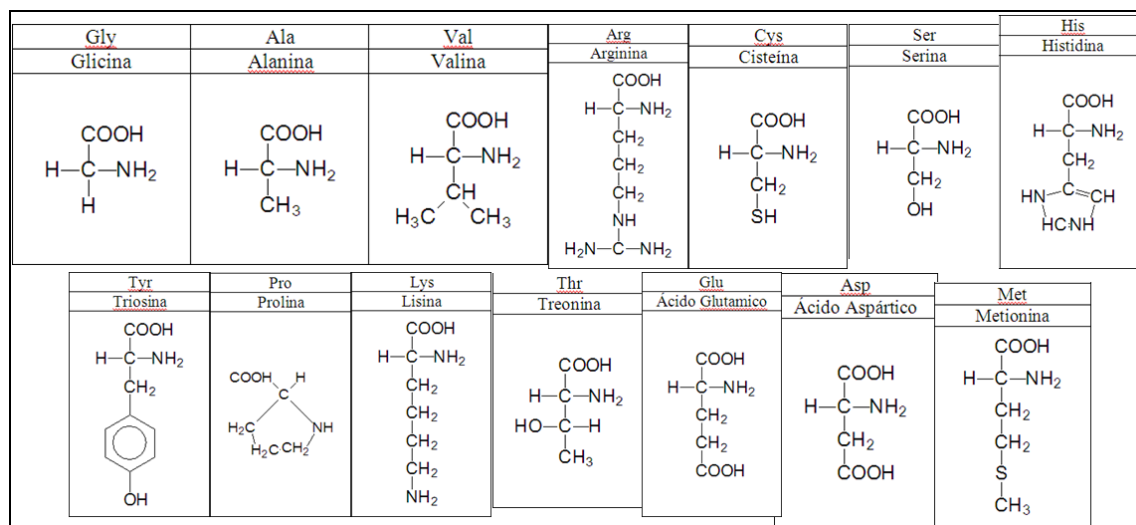 Gly
Glicina
COOH
H—C—NH₂
H
Ala
Alanina
COOH
H—C—NH₂
CH₃
Val
Valina
COOH
H—C—NH₂
CH
H₃C CH₃
Arg
Arginina
COOH
H—C—NH₂
CH₂
CH₂
CH₂
NH
H₂N—C—NH₂
Cys
Cisteína
COOH
H—C—NH₂
CH₂
SH
Ser
Serina
COOH
H—C—NH₂
CH₂
OH
His
Histidina
COOH
H—C—NH₂
CH₂
C=CH
HN
HC NH
Tyr
Triosina
COOH
H—C—NH₂
CH₂
OH
Pro
Prolina
COOH H
C
H₂C NH
H₂C CH₂
Lys
Lisina
COOH
H—C—NH₂
CH₂
CH₂
CH₂
CH₂
NH₂
Thr
Treonina
COOH
H—C—NH₂
HO—C—H
CH₃
Glu
Ácido Glutamico
COOH
H—C—NH₂
CH₂
CH₂
COOH
Asp
Ácido Aspártico
COOH
H—C—NH₂
CH₂
COOH
Met
Metionina
COOH
H—C—NH₂
CH₂
CH₂
S
CH₃